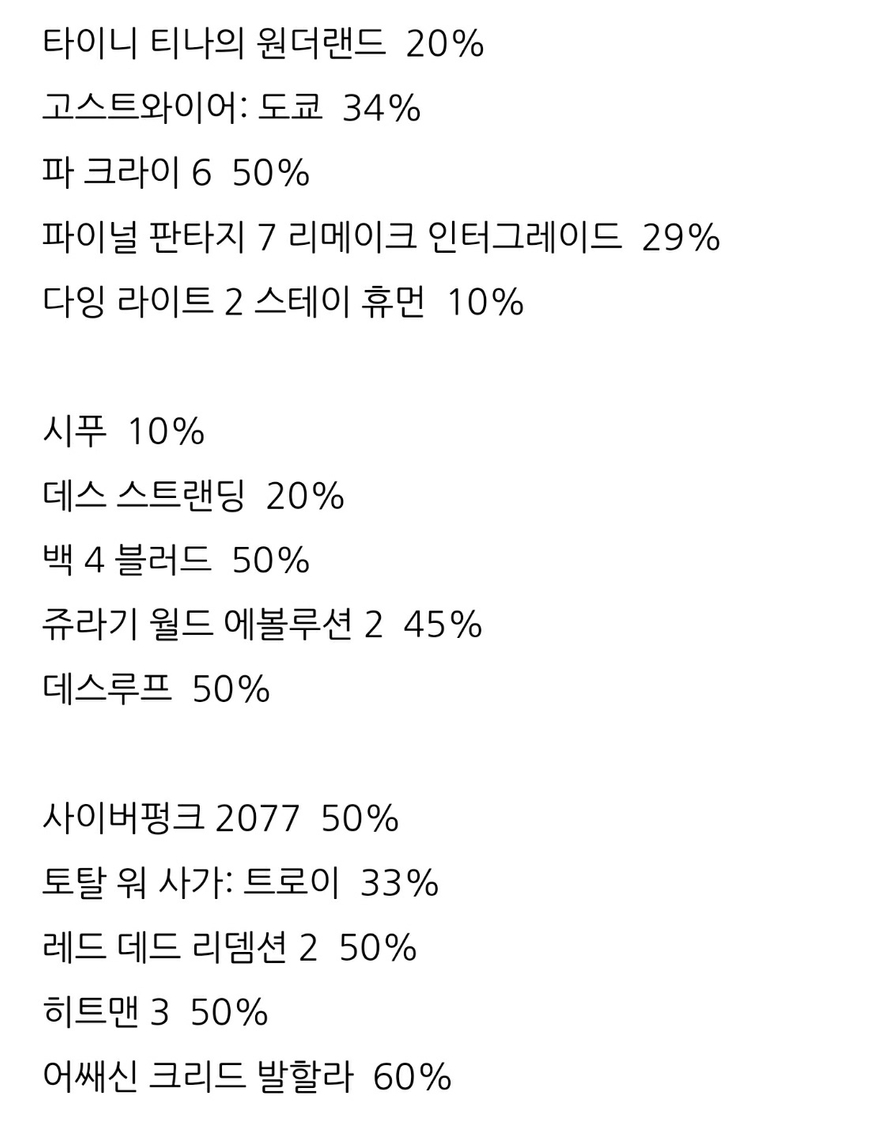 타이니 티나의 원더랜드 20%
고스트와이어: 도쿄 34%
파 크라이 6 50%
파이널 판타지 7 리메이크 인터그레이드 29%
다잉 라이트 2 스테이 휴먼 10%
시푸 10%
데스 스트랜딩 20%
백 4 블러드 50%
쥬라기 월드 에볼루션 2 45%
데스루프 50%
사이버펑크 2077 50%
토탈 워 사가: 트로이 33%
레드 데드 리뎀션 2 50%
히트맨 3 50%
어쌔신 크리드 발할라 60%